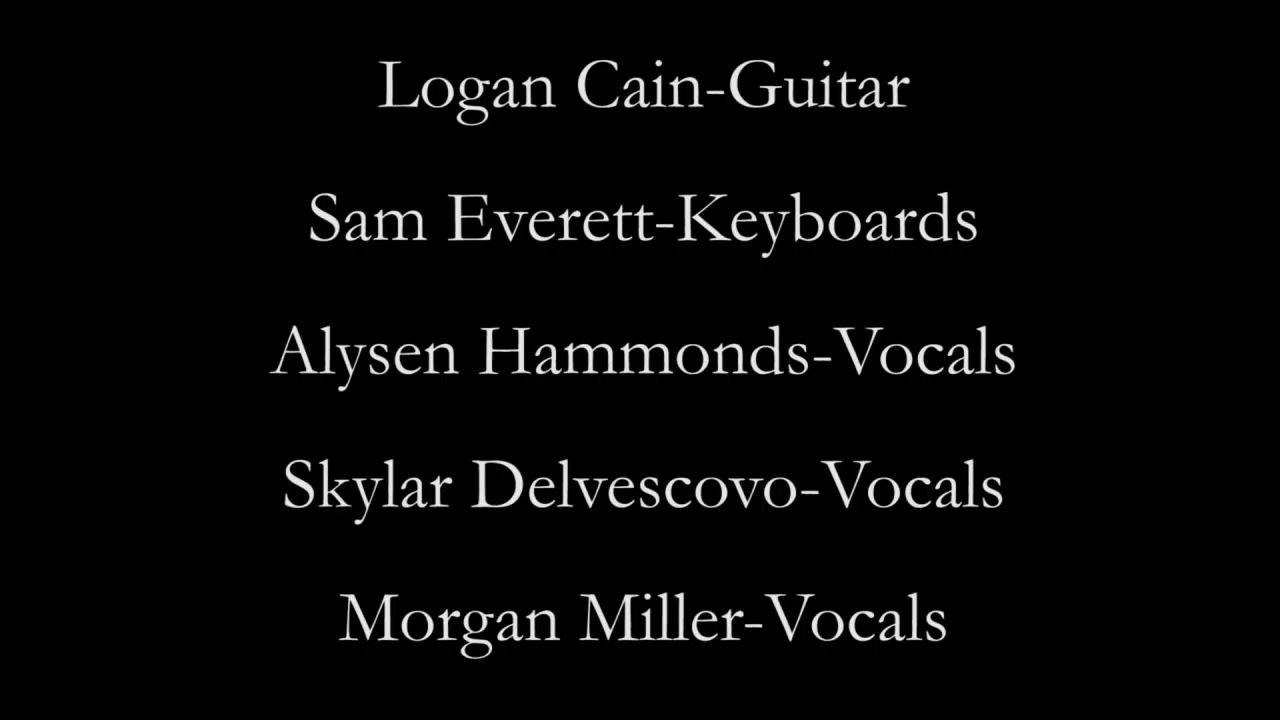 Logan Cain-Guitar
Sam Everett-Keyboards
Alysen Hammonds-Vocals
Skylar Delvescovo-Vocals
Morgan Miller-Vocals